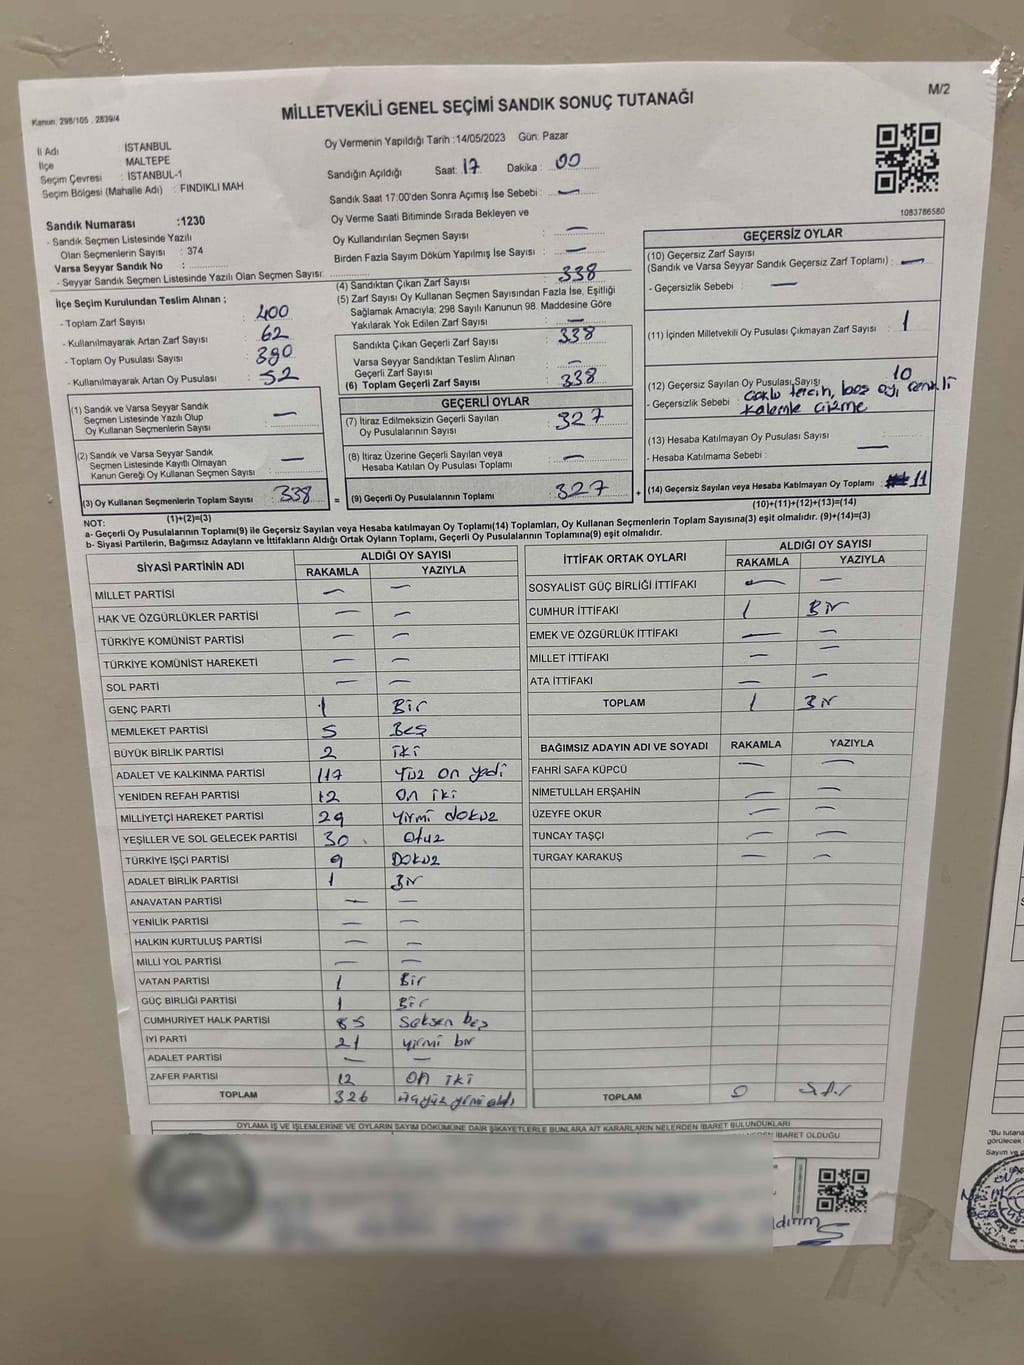 Kanun: 298/105 , 2839/4
MİLLETVEKİLİ GENEL SEÇİMİ SANDIK SONUÇ TUTANAĞI
M/2
İl Adı : İSTANBUL
İlçe : MALTEPE
Seçim Çevresi : İSTANBUL-1
Seçim Bölgesi (Mahalle Adı) : FINDIKLI MAH
Oy Vermenin Yapıldığı Tarih :14/05/2023 Gün: Pazar
Sandığın Açıldığı Saat: 17 Dakika : 00
Sandık Saat 17:00'den Sonra Açımış İse Sebebi : —
Oy Verme Saati Bitiminde Sırada Bekleyen ve
Oy Kullandırılan Seçmen Sayısı : —
Birden Fazla Sayım Döküm Yapılmış İse Sayısı : —
1083786580
Sandık Numarası :1230
- Sandık Seçmen Listesinde Yazılı
Olan Seçmenlerin Sayısı : 374
Varsa Seyyar Sandık No :
- Seyyar Sandık Seçmen Listesinde Yazılı Olan Seçmen Sayısı:
İlçe Seçim Kurulundan Teslim Alınan ;
- Toplam Zarf Sayısı : 400
- Kullanılmayarak Artan Zarf Sayısı : 62
- Toplam Oy Pusulası Sayısı : 390
- Kullanılmayarak Artan Oy Pusulası : 52
(1) Sandık ve Varsa Seyyar Sandık
Seçmen Listesinde Yazılı Olup
Oy Kullanan Seçmenlerin Sayısı : —
(2) Sandık ve Varsa Seyyar Sandık
Seçmen Listesinde Kayıtlı Olmayan
Kanun Gereği Oy Kullanan Seçmen Sayısı : —
(3) Oy Kullanan Seçmenlerin Toplam Sayısı : 338
(1)+(2)=(3)
(4) Sandıktan Çıkan Zarf Sayısı : 338
(5) Zarf Sayısı Oy Kullanan Seçmen Sayısından Fazla İse, Eşitliği
Sağlamak Amacıyla; 298 Sayılı Kanunun 98. Maddesine Göre
Yakılarak Yok Edilen Zarf Sayısı : —
Sandıkta Çıkan Geçerli Zarf Sayısı : 338
Varsa Seyyar Sandıktan Teslim Alınan
Geçerli Zarf Sayısı : —
(6) Toplam Geçerli Zarf Sayısı : 338
GEÇERLİ OYLAR
(7) İtiraz Edilmeksizin Geçerli Sayılan
Oy Pusulalarının Sayısı : 327
(8) İtiraz Üzerine Geçerli Sayılan veya
Hesaba Katılan Oy Pusulası Toplamı : —
= (9) Geçerli Oy Pusulalarının Toplamı : 327 +
GEÇERSİZ OYLAR
(10) Geçersiz Zarf Sayısı
(Sandık ve Varsa Seyyar Sandık Geçersiz Zarf Toplamı) : —
- Geçersizlik Sebebi : —
(11) İçinden Milletvekili Oy Pusulası Çıkmayan Zarf Sayısı : 1
(12) Geçersiz Sayılan Oy Pusulası Sayısı : 10
- Geçersizlik Sebebi : Çoklu tercih, boş oy, renkli
kalemle çizme
(13) Hesaba Katılmayan Oy Pusulası Sayısı :
- Hesaba Katılmama Sebebi : —
(14) Geçersiz Sayılan veya Hesaba Katılmayan Oy Toplamı : 11
(10)+(11)+(12)+(13)=(14)
NOT:
a- Geçerli Oy Pusulalarının Toplamı(9) ile Geçersiz Sayılan veya Hesaba katılmayan Oy Toplamı(14) Toplamları, Oy Kullanan Seçmenlerin Toplam Sayısına(3) eşit olmalıdır. (9)+(14)=(3)
b- Siyasi Partilerin, Bağımsız Adayların ve İttifakların Aldığı Ortak Oyların Toplamı, Geçerli Oy Pusulalarının Toplamına(9) eşit olmalıdır.
SİYASİ PARTİNİN ADI ALDIĞI OY SAYISI
RAKAMLA YAZIYLA
MİLLET PARTİSİ — —
HAK VE ÖZGÜRLÜKLER PARTİSİ — —
TÜRKİYE KOMÜNİST PARTİSİ — —
TÜRKİYE KOMÜNİST HAREKETİ — —
SOL PARTİ — —
GENÇ PARTİ 1 Bir
MEMLEKET PARTİSİ 5 Beş
BÜYÜK BİRLİK PARTİSİ 2 iki
ADALET VE KALKINMA PARTİSİ 117 Yüz on yedi
YENİDEN REFAH PARTİSİ 12 On iki
MİLLİYETÇİ HAREKET PARTİSİ 29 Yirmi dokuz
YEŞİLLER VE SOL GELECEK PARTİSİ 30 Otuz
TÜRKİYE İŞÇİ PARTİSİ 9 Dokuz
ADALET BİRLİK PARTİSİ 1 Bir
ANAVATAN PARTİSİ — —
YENİLİK PARTİSİ — —
HALKIN KURTULUŞ PARTİSİ — —
MİLLİ YOL PARTİSİ — —
VATAN PARTİSİ 1 Bir
GÜÇ BİRLİĞİ PARTİSİ 1 Bir
CUMHURİYET HALK PARTİSİ 85 Seksen beş
İYİ PARTİ 21 yirmi bir
ADALET PARTİSİ — —
ZAFER PARTİSİ 12 on iki
TOPLAM 326 üçyüz yirmi altı
İTTİFAK ORTAK OYLARI ALDIĞI OY SAYISI
RAKAMLA YAZIYLA
SOSYALİST GÜÇ BİRLİĞİ İTTİFAKI — —
CUMHUR İTTİFAKI 1 Bir
EMEK VE ÖZGÜRLÜK İTTİFAKI — —
MİLLET İTTİFAKI — —
ATA İTTİFAKI — —
TOPLAM 1 Bir
BAĞIMSIZ ADAYIN ADI VE SOYADI RAKAMLA YAZIYLA
FAHRİ SAFA KÜPCÜ — —
NİMETULLAH ERŞAHİN — —
ÜZEYFE OKUR — —
TUNCAY TAŞÇI — —
TURGAY KARAKUŞ — —
TOPLAM 0 Sıfır
OYLAMA İŞ VE İŞLEMLERİNE VE OYLARIN SAYIM DÖKÜMÜNE DAİR ŞİKAYETLERLE BUNLARA AİT KARARLARIN NELERDEN İBARET BULUNDUKLARI
İBARET OLDUĞU
dırım
"Bu tutana
görülecek
Sayım ve